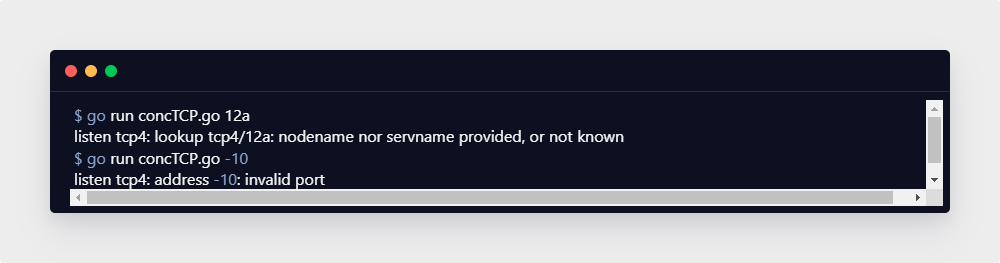 $ go run concTCP.go 12a
listen tcp4: lookup tcp4/12a: nodename nor servname provided, or not known
$ go run concTCP.go -10
listen tcp4: address -10: invalid port